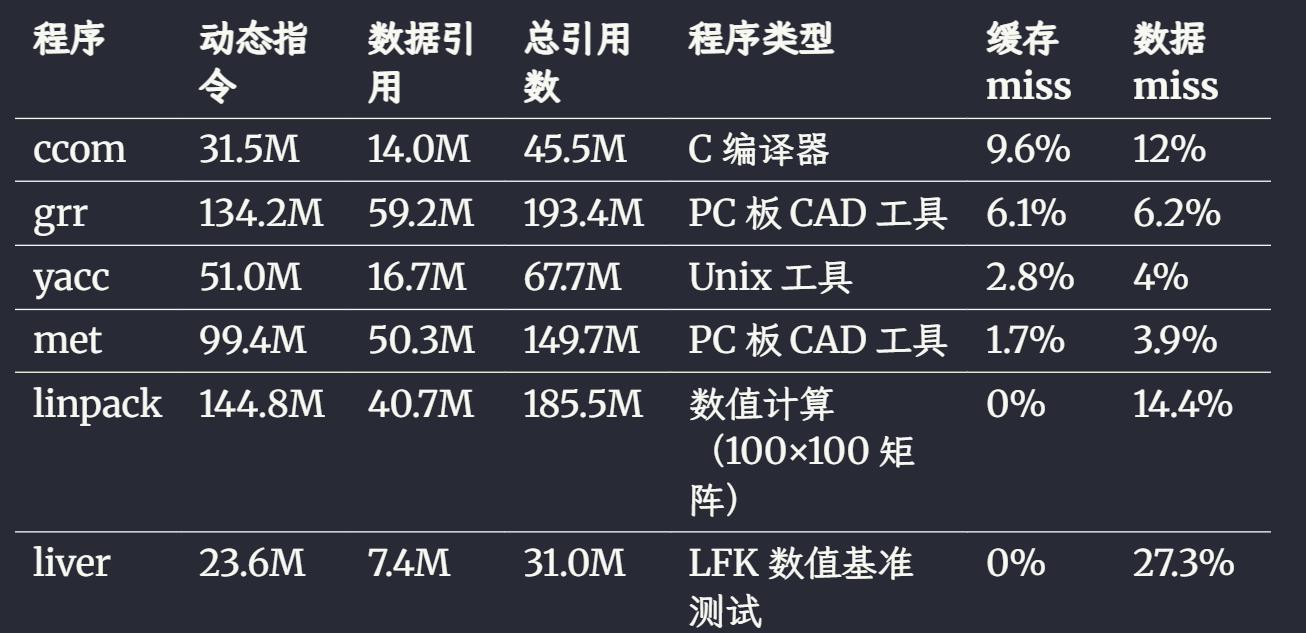 程序 动态指令 数据引用 总引用数 程序类型 缓存 miss 数据 miss
ccom 31.5M 14.0M 45.5M C 编译器 9.6% 12%
grr 134.2M 59.2M 193.4M PC 板 CAD 工具 6.1% 6.2%
yacc 51.0M 16.7M 67.7M Unix 工具 2.8% 4%
met 99.4M 50.3M 149.7M PC 板 CAD 工具 1.7% 3.9%
linpack 144.8M 40.7M 185.5M 数值计算（100×100 矩阵） 0% 14.4%
liver 23.6M 7.4M 31.0M LFK 数值基准测试 0% 27.3%